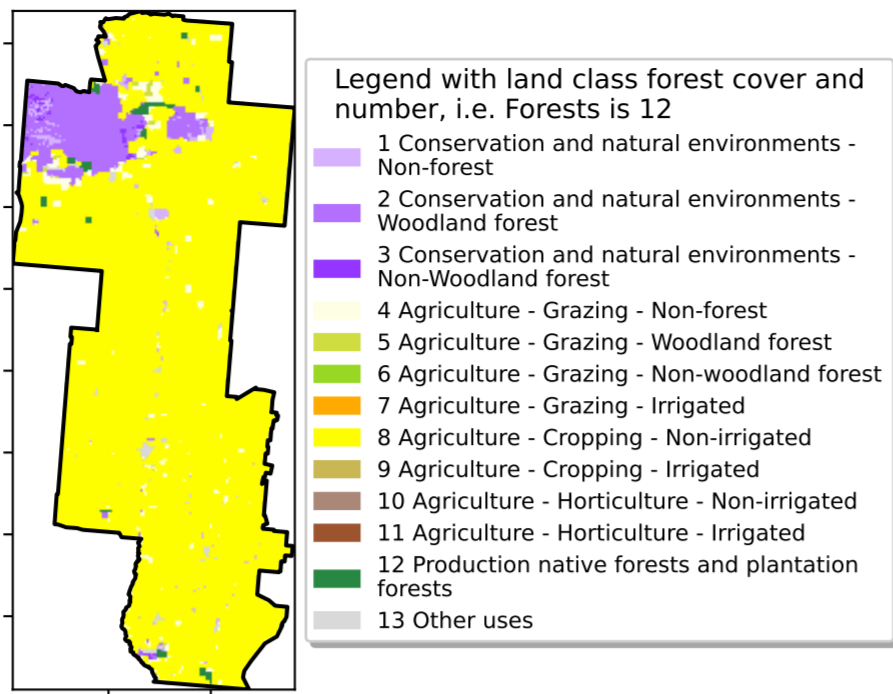 Legend with land class forest cover and
number, i.e. Forests is 12
1 Conservation and natural environments -
Non-forest
2 Conservation and natural environments -
Woodland forest
3 Conservation and natural environments -
Non-Woodland forest
4 Agriculture - Grazing - Non-forest
5 Agriculture - Grazing - Woodland forest
6 Agriculture - Grazing - Non-woodland forest
7 Agriculture - Grazing - Irrigated
8 Agriculture - Cropping - Non-irrigated
9 Agriculture - Cropping - Irrigated
10 Agriculture - Horticulture - Non-irrigated
11 Agriculture - Horticulture - Irrigated
12 Production native forests and plantation
forests
13 Other uses